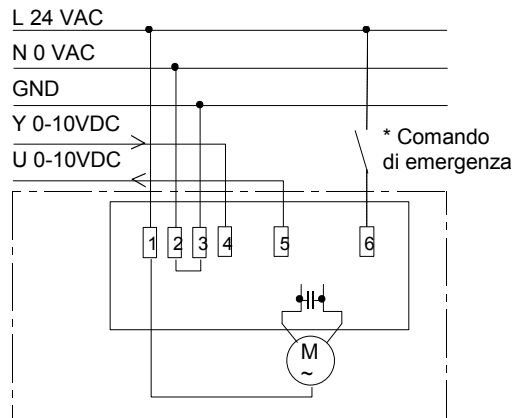 L 24 VAC
N 0 VAC
GND
Y 0-10VDC
U 0-10VDC
* Comando
di emergenza
1 2 3 4 5 6
M
~